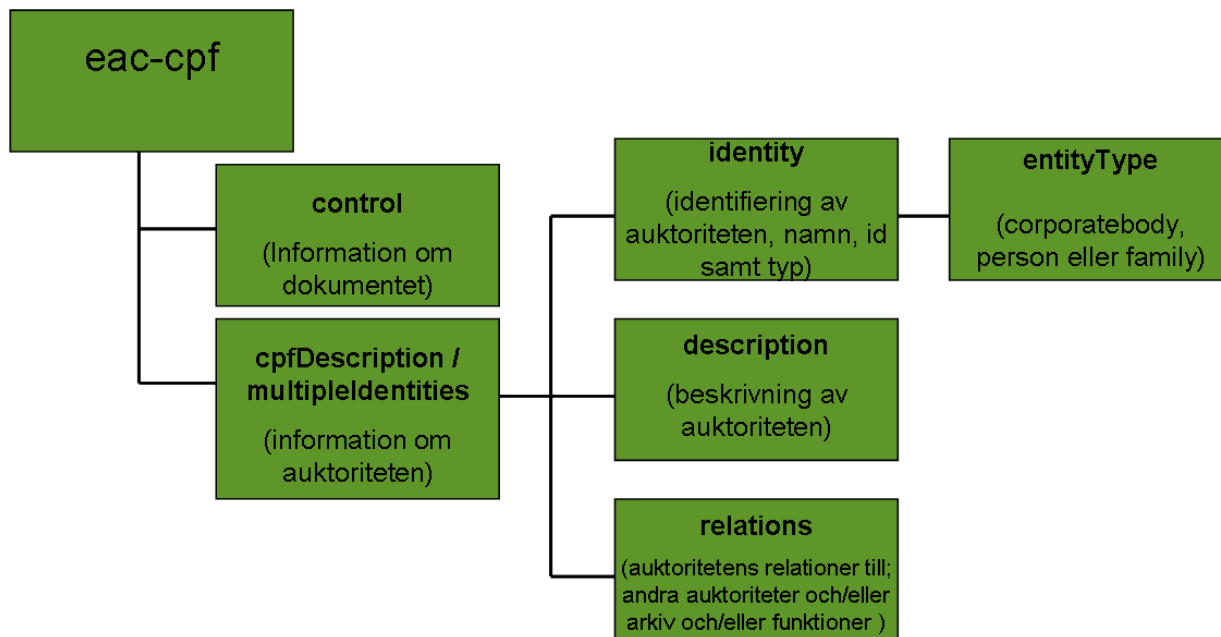 eac-cpf
control
(Information om
dokumentet)
cpfDescription /
multipleIdentities
(information om
auktoriteten)
identity
(identifiering av
auktoriteten, namn, id
samt typ)
entityType
(corporatebody,
person eller family)
description
(beskrivning av
auktoriteten)
relations
(auktoritetens relationer till;
andra auktoriteter och/eller
arkiv och/eller funktioner )